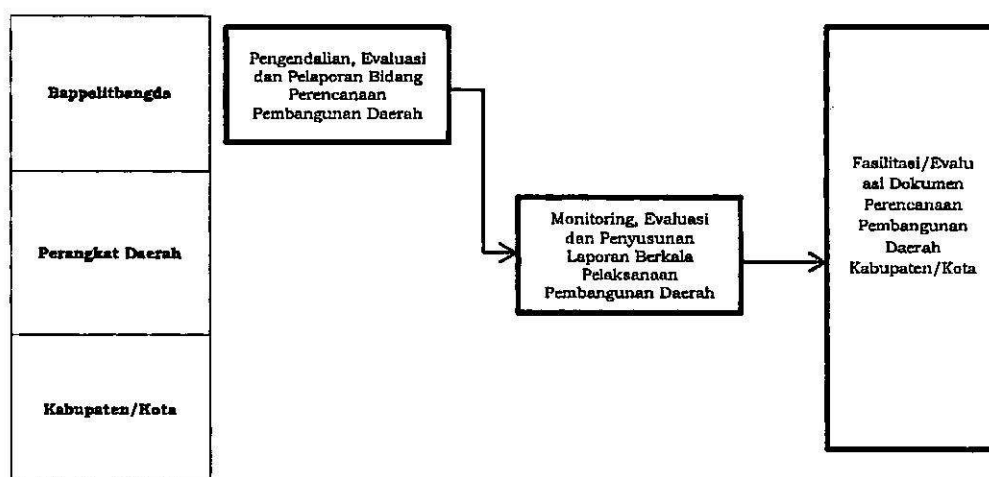 Bappelitbangda
Pengendalian, Evaluasi
dan Pelaporan Bidang
Perencanaan
Pembangunan Daerah
Perangkat Daerah
Monitoring, Evaluasi
dan Penyusunan
Laporan Berkala
Pelaksanaan
Pembangunan Daerah
Fasilitasi/Evalu
asi Dokumen
Perencanaan
Pembangunan
Daerah
Kabupaten/Kota
Kabupaten/Kota